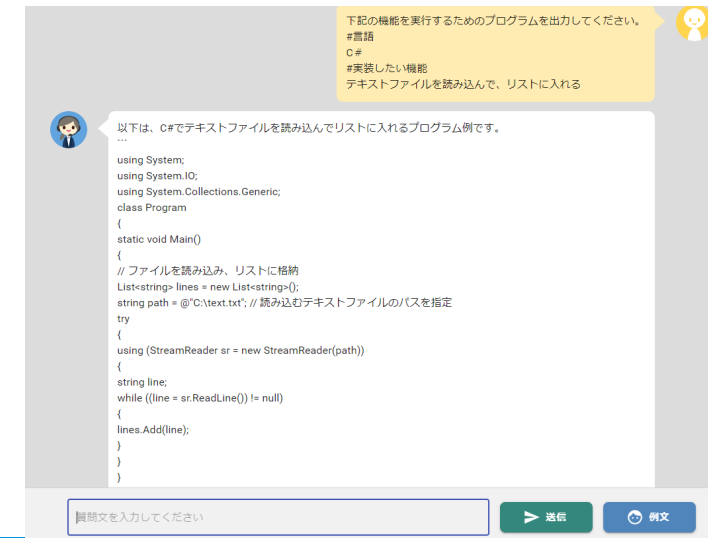 下記の機能を実行するためのプログラムを出力してください。
#言語
C#
#実装したい機能
テキストファイルを読み込んで、リストに入れる
以下は、C#でテキストファイルを読み込んでリストに入れるプログラム例です。
```
using System;
using System.IO;
using System.Collections.Generic;
class Program
{
static void Main()
{
// ファイルを読み込み、リストに格納
List<string> lines = new List<string>();
string path = @"C:\text.txt"; // 読み込むテキストファイルのパスを指定
try
{
using (StreamReader sr = new StreamReader(path))
{
string line;
while ((line = sr.ReadLine()) != null)
{
lines.Add(line);
}
}
}
質問文を入力してください
送信
例文